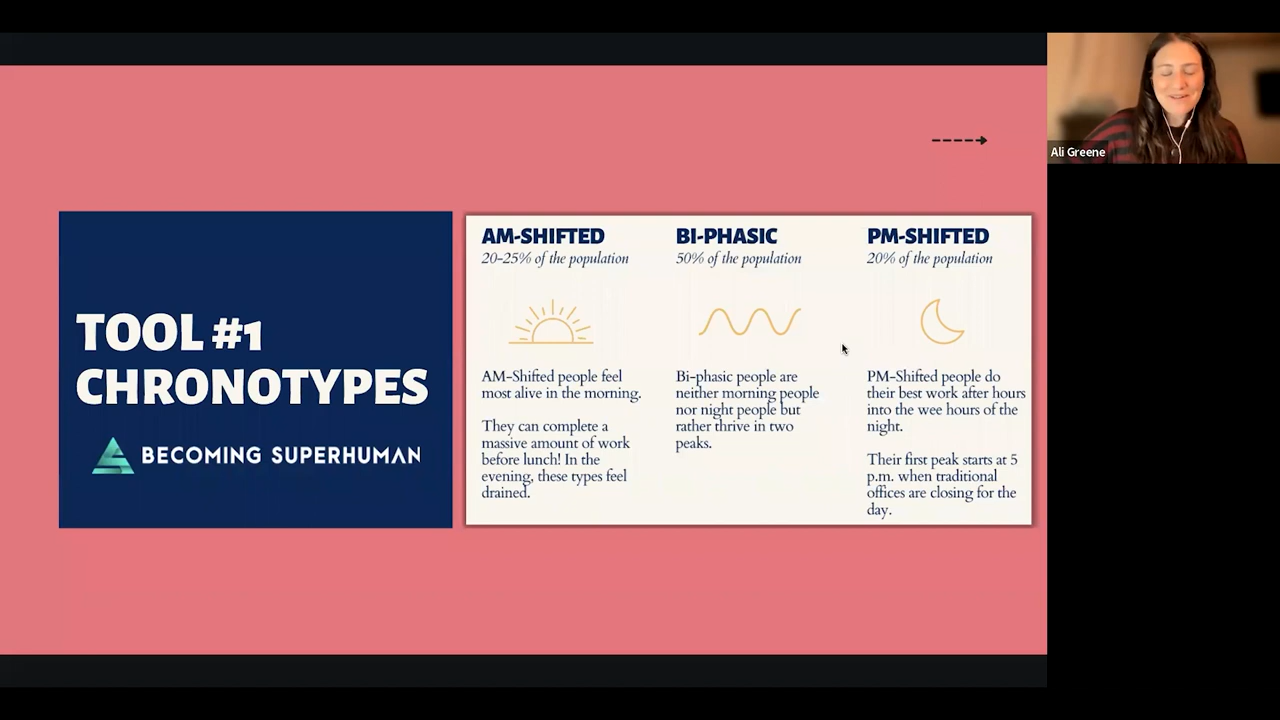 TOOL #1
CHRONOTYPES
BECOMING SUPERHUMAN
AM-SHIFTED
20-25% of the population
AM-Shifted people feel
most alive in the morning.
They can complete a
massive amount of work
before lunch! In the
evening, these types feel
drained.
BI-PHASIC
50% of the population
Bi-phasic people are
neither morning people
nor night people but
rather thrive in two
peaks.
PM-SHIFTED
20% of the population
PM-Shifted people do
their best work after hours
into the wee hours of the
night.
Their first peak starts at 5
p.m. when traditional
offices are closing for the
day.
Ali Greene